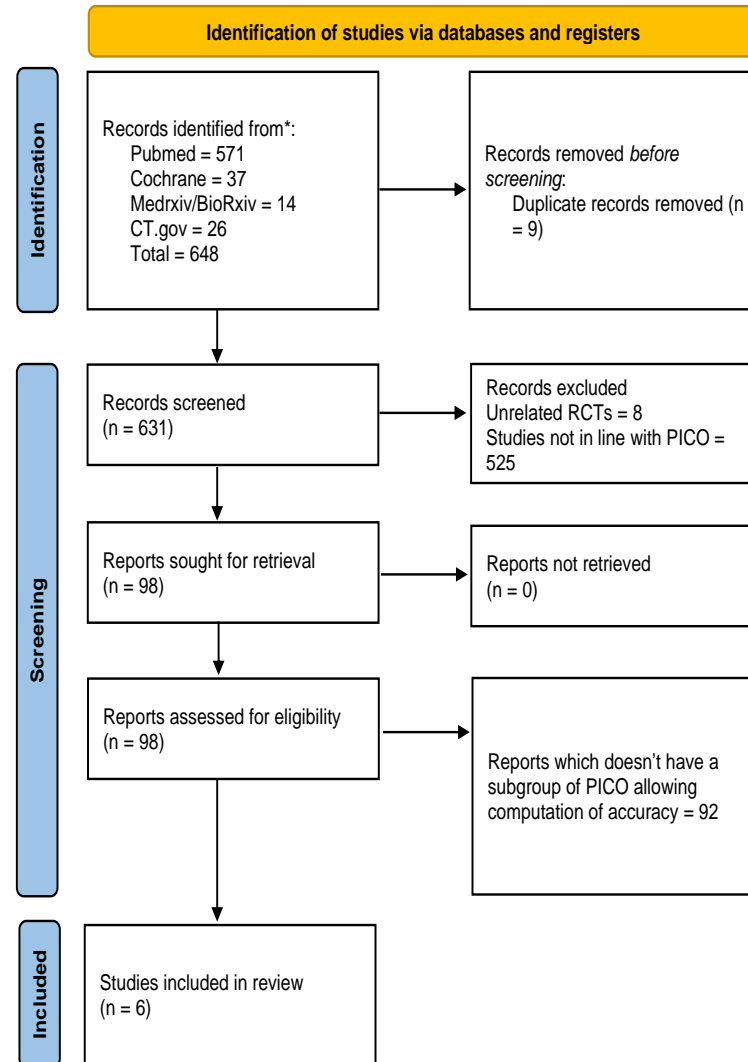 Identification of studies via databases and registers
Identification
Records identified from*:
Pubmed = 571
Cochrane = 37
Medrxiv/BioRxiv = 14
CT.gov = 26
Total = 648
Records removed before
screening:
Duplicate records removed (n
= 9)
Screening
Records screened
(n = 631)
Records excluded
Unrelated RCTs = 8
Studies not in line with PICO =
525
Reports sought for retrieval
(n = 98)
Reports not retrieved
(n = 0)
Reports assessed for eligibility
(n = 98)
Reports which doesn’t have a
subgroup of PICO allowing
computation of accuracy = 92
Included
Studies included in review
(n = 6)